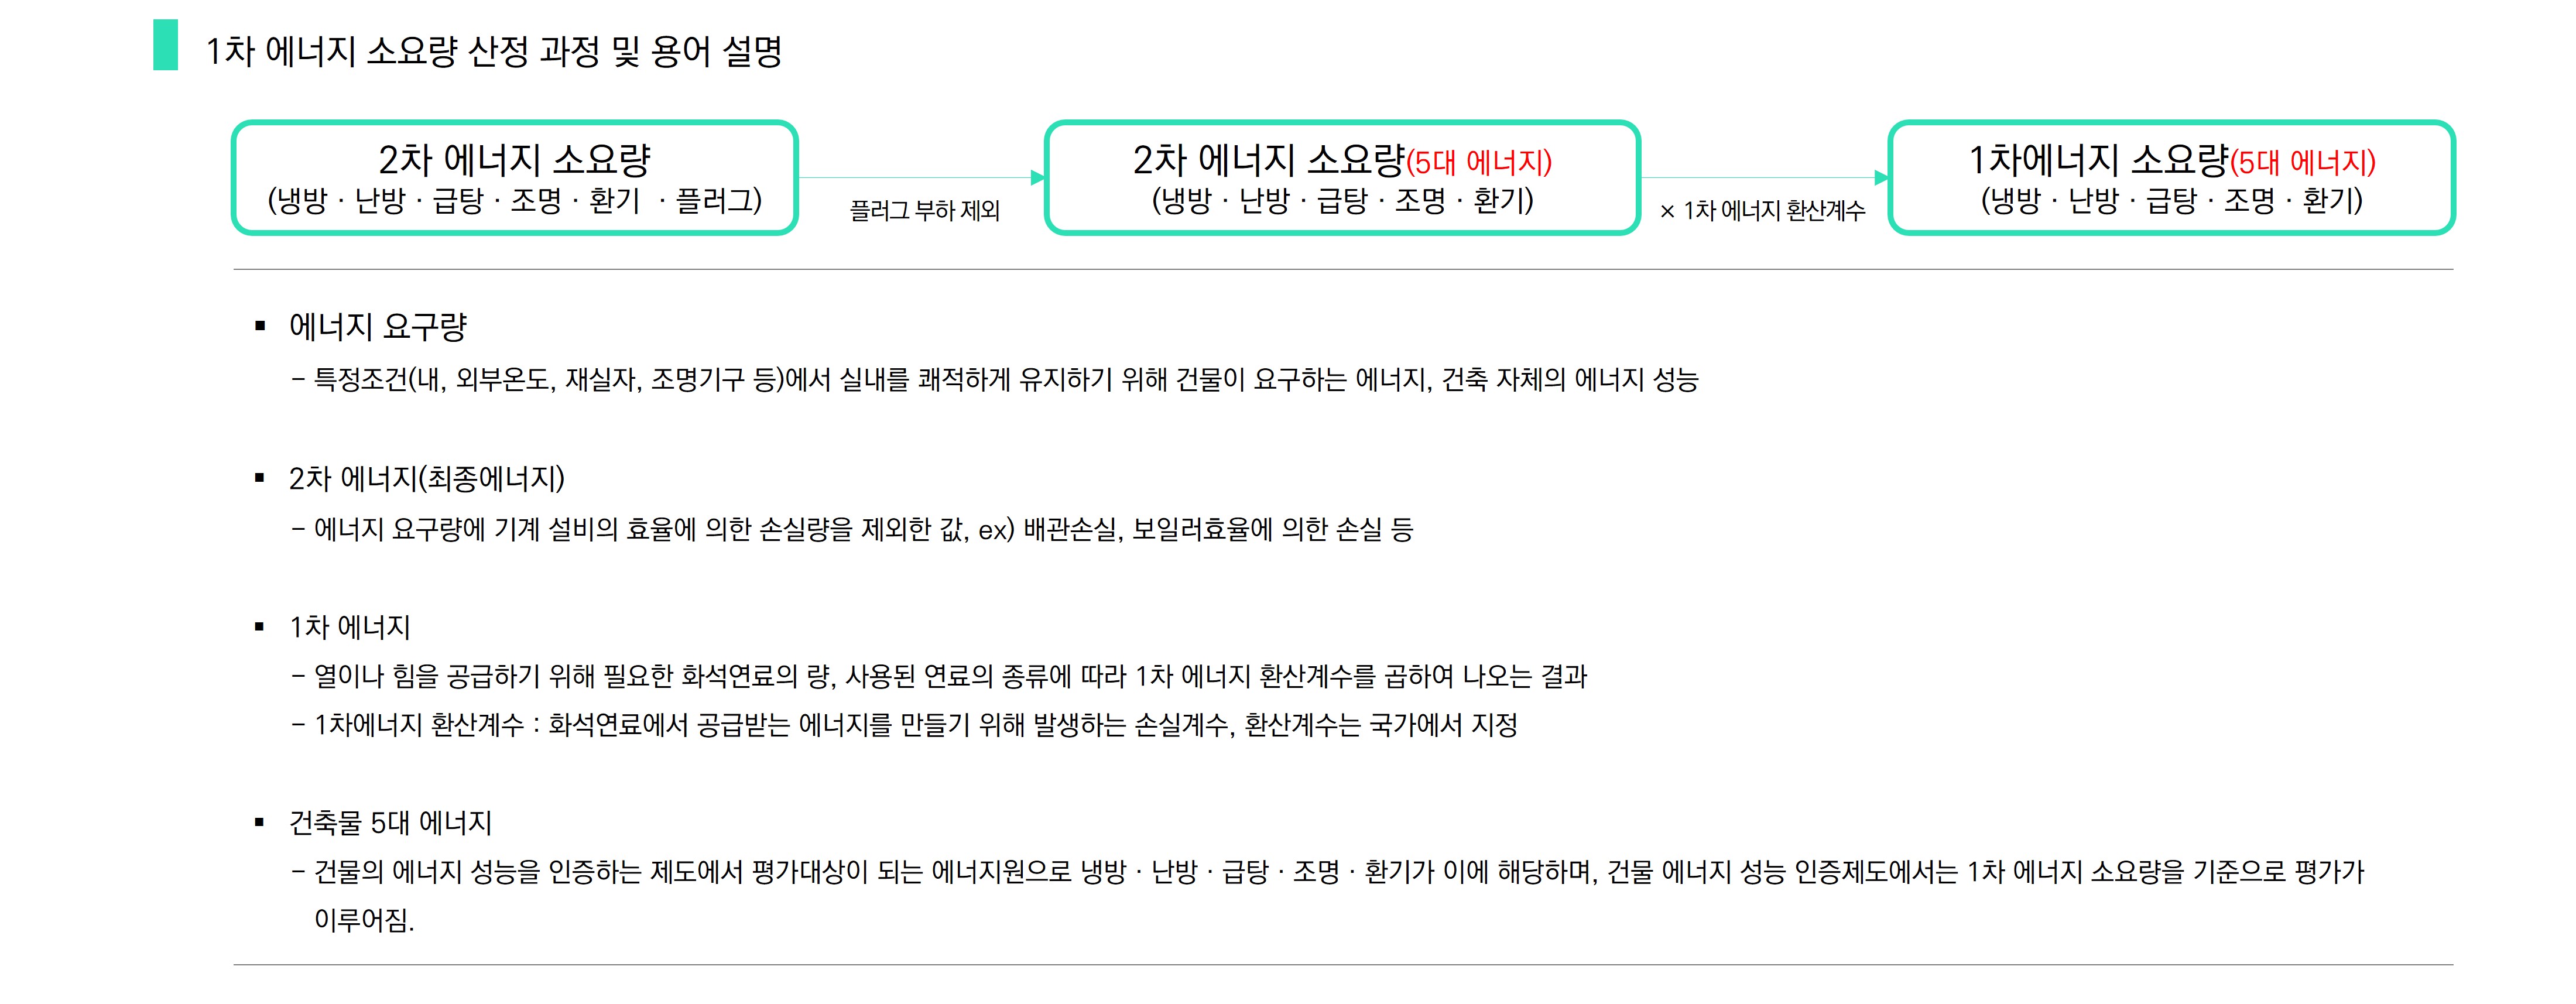 1차 에너지 소요량 산정 과정 및 용어 설명
2차 에너지 소요량
(냉방 · 난방 · 급탕 · 조명 · 환기 · 플러그)
플러그 부하 제외
2차 에너지 소요량(5대 에너지)
(냉방 · 난방 · 급탕 · 조명 · 환기)
× 1차 에너지 환산계수
1차에너지 소요량(5대 에너지)
(냉방 · 난방 · 급탕 · 조명 · 환기)
▪ 에너지 요구량
– 특정조건(내, 외부온도, 재실자, 조명기구 등)에서 실내를 쾌적하게 유지하기 위해 건물이 요구하는 에너지, 건축 자체의 에너지 성능
▪ 2차 에너지(최종에너지)
– 에너지 요구량에 기계 설비의 효율에 의한 손실량을 제외한 값, ex) 배관손실, 보일러효율에 의한 손실 등
▪ 1차 에너지
– 열이나 힘을 공급하기 위해 필요한 화석연료의 량, 사용된 연료의 종류에 따라 1차 에너지 환산계수를 곱하여 나오는 결과
– 1차에너지 환산계수 : 화석연료에서 공급받는 에너지를 만들기 위해 발생하는 손실계수, 환산계수는 국가에서 지정
▪ 건축물 5대 에너지
– 건물의 에너지 성능을 인증하는 제도에서 평가대상이 되는 에너지원으로 냉방 · 난방 · 급탕 · 조명 · 환기가 이에 해당하며, 건물 에너지 성능 인증제도에서는 1차 에너지 소요량을 기준으로 평가가
이루어짐.